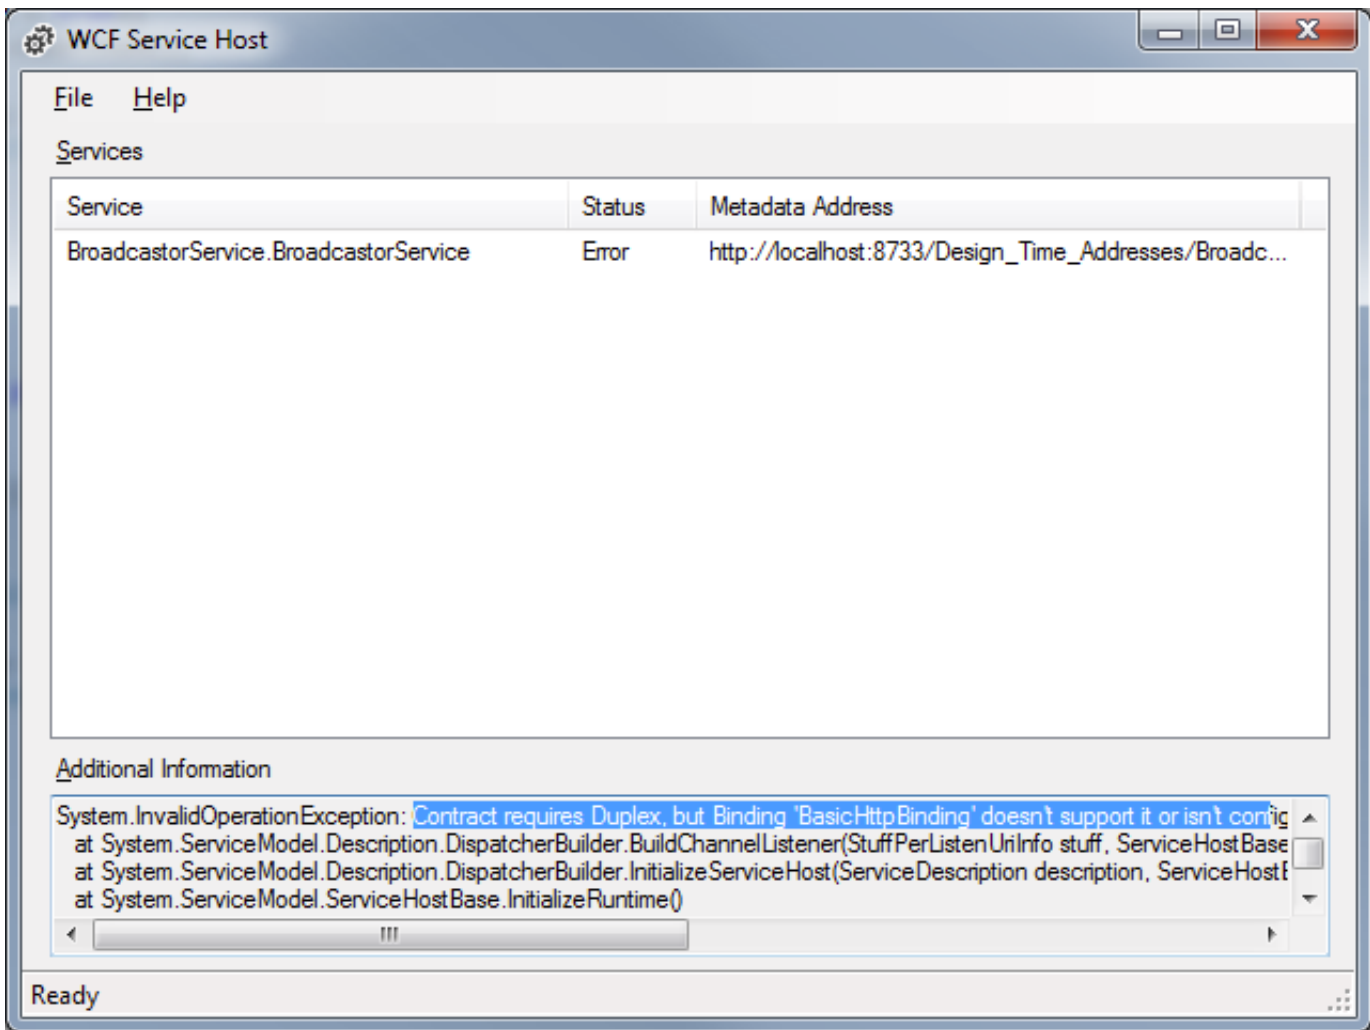 WCF Service Host
File Help
Services
Service Status Metadata Address
BroadcastorService.BroadcastorService Error http://localhost:8733/Design_Time_Addresses/Broadc...
Additional Information
System.InvalidOperationException: Contract requires Duplex, but Binding 'BasicHttpBinding' doesn't support it or isn't config
at System.ServiceModel.Description.DispatcherBuilder.BuildChannelListener(StuffPerListenUriInfo stuff, ServiceHostBase
at System.ServiceModel.Description.DispatcherBuilder.InitializeServiceHost(ServiceDescription description, ServiceHostB
at System.ServiceModel.ServiceHostBase.InitializeRuntime()
Ready